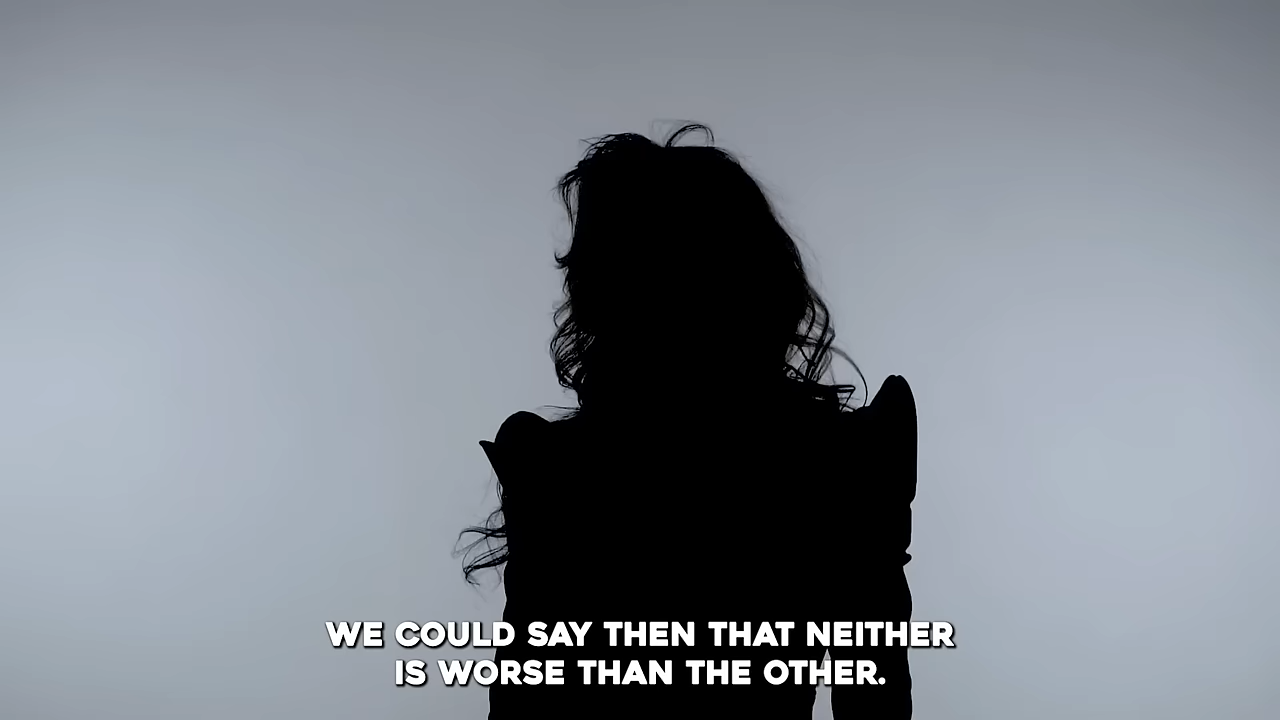 WE COULD SAY THEN THAT NEITHER
IS WORSE THAN THE OTHER.